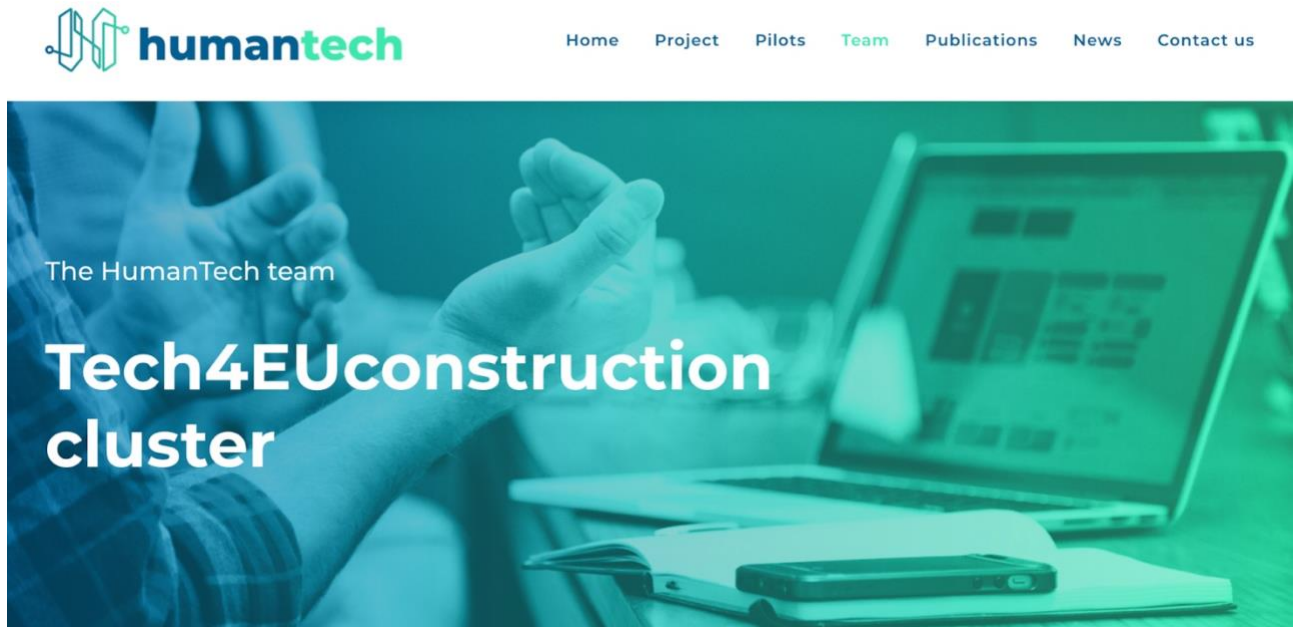 humantech
Home Project Pilots Team Publications News Contact us
The HumanTech team
Tech4EUconstruction
cluster